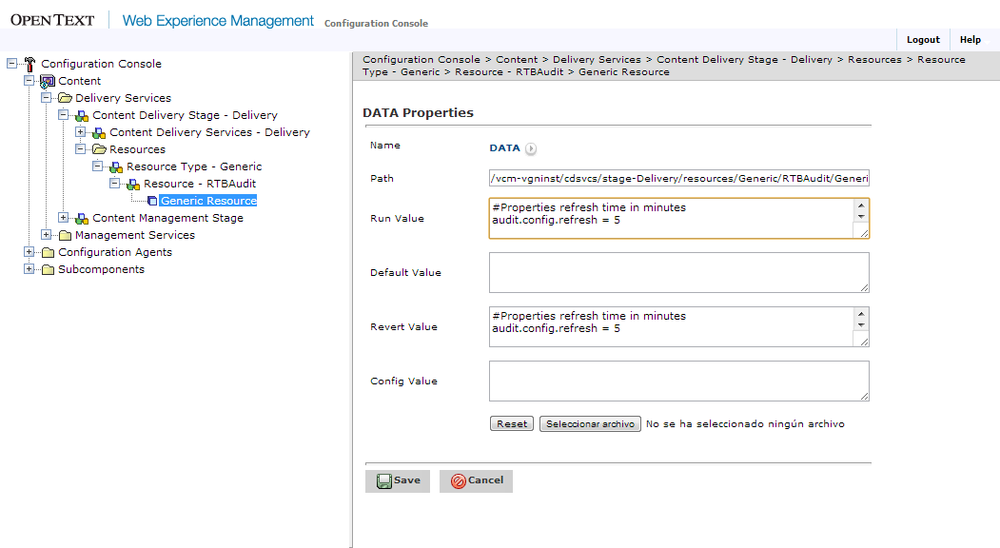 OPENTEXT Web Experience Management Configuration Console
Logout Help
Configuration Console
Content
Delivery Services
Content Delivery Stage - Delivery
Content Delivery Services - Delivery
Resources
Resource Type - Generic
Resource - RTBAudit
Generic Resource
Content Management Stage
Management Services
Configuration Agents
Subcomponents
Configuration Console > Content > Delivery Services > Content Delivery Stage - Delivery > Resources > Resource
Type - Generic > Resource - RTBAudit > Generic Resource
DATA Properties
Name DATA
Path /vcm-vgninst/cdsvcs/stage-Delivery/resources/Generic/RTBAudit/Generi
Run Value
#Properties refresh time in minutes
audit.config.refresh = 5
Default Value
Revert Value
#Properties refresh time in minutes
audit.config.refresh = 5
Config Value
Reset Seleccionar archivo No se ha seleccionado ningún archivo
Save Cancel